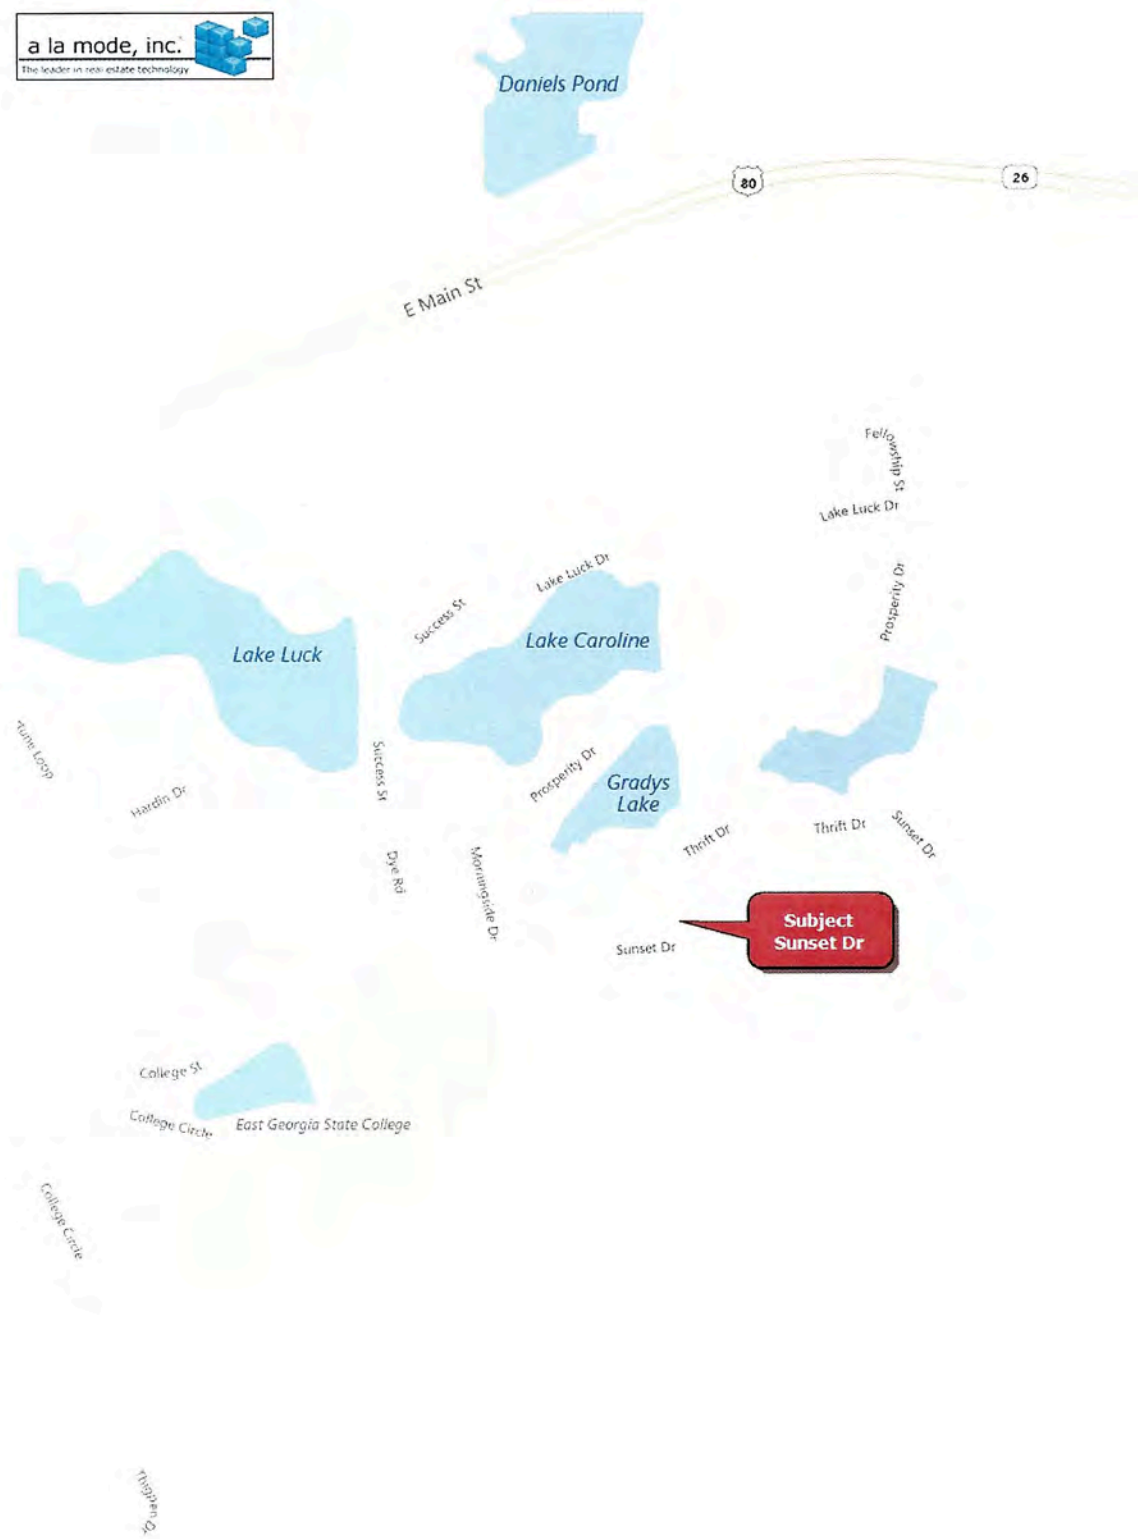 a la mode, inc.
The leader in real estate technology
Daniels Pond
80
26
E Main St
Fellowship St
Lake Luck Dr
Lake Luck Dr
Prosperity Dr
Success St
Lake Caroline
Lake Luck
Success St
Prosperity Dr
Gradys
Lake
Loop
Hardin Dr
Thrift Dr
Thrift Dr
Sunset Dr
Dye Rd
Morningside Dr
Subject
Sunset Dr
Sunset Dr
College St
College Circle
East Georgia State College
College Circle
Thigpen Dr